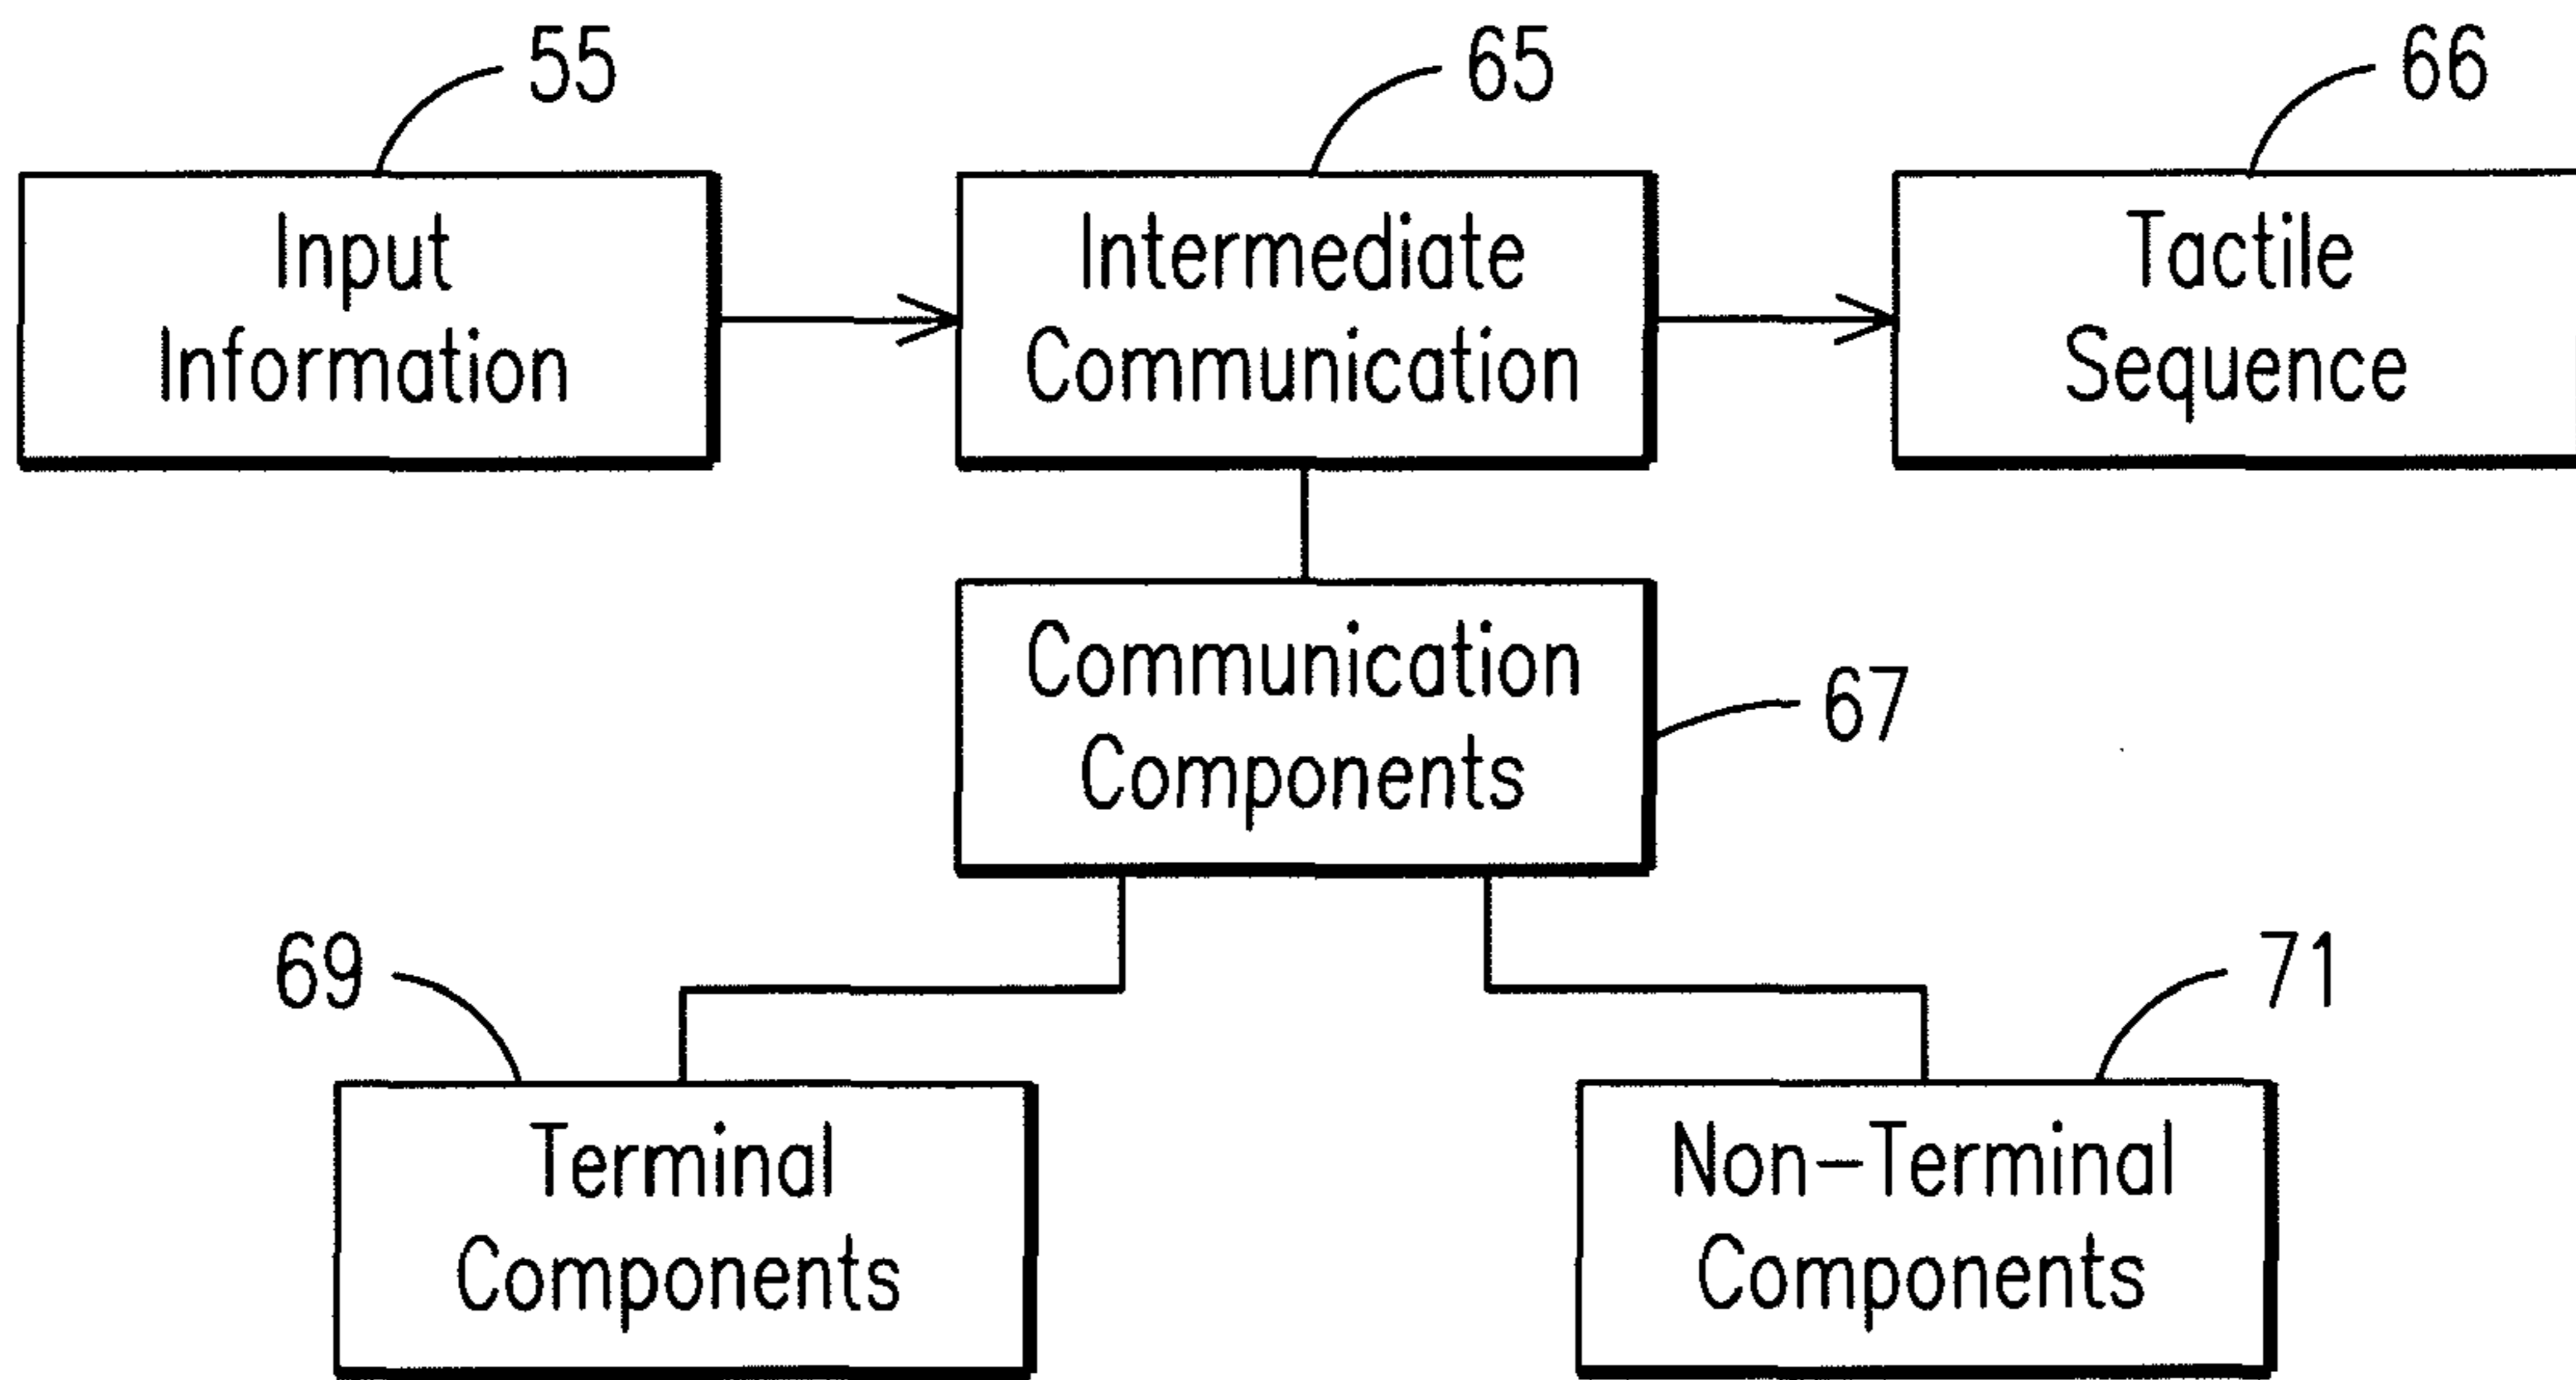 55
65
66
Input
Information
Intermediate
Communication
Tactile
Sequence
Communication
Components
67
69
71
Terminal
Components
Non-Terminal
Components